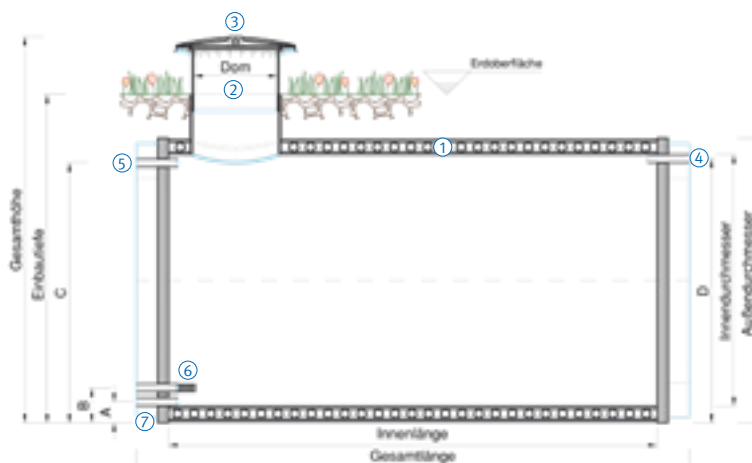 ③
Dom
②
Erdoberfläche
①
⑤
④
Gesamthöhe
Einbautiefe
C
D
Innendurchmesser
Außendurchmesser
⑥
B
A
⑦
Innenlänge
Gesamtlänge